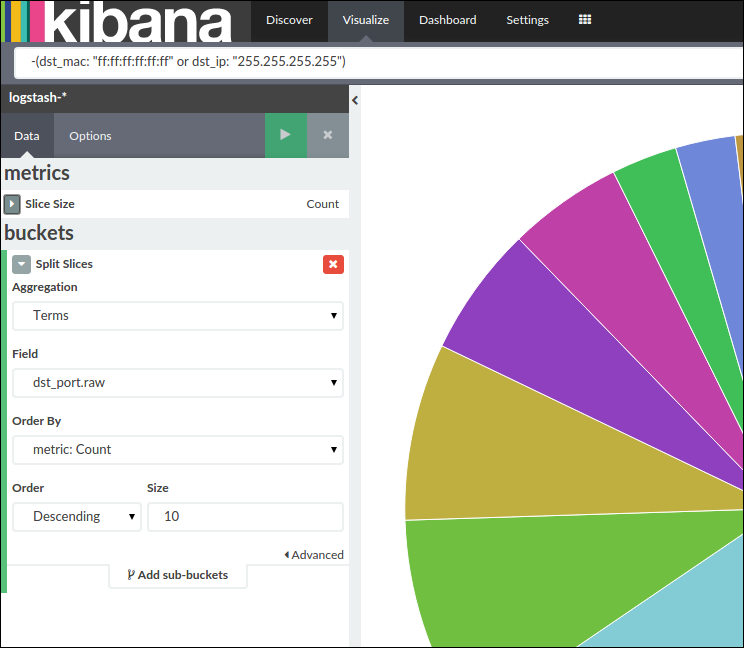 kibana
Discover Visualize Dashboard Settings
-(dst_mac: "ff:ff:ff:ff:ff:ff" or dst_ip: "255.255.255.255")
logstash-*
Data Options
metrics
Slice Size Count
buckets
Split Slices
Aggregation
Terms
Field
dst_port.raw
Order By
metric: Count
Order Size
Descending 10
Advanced
Add sub-buckets